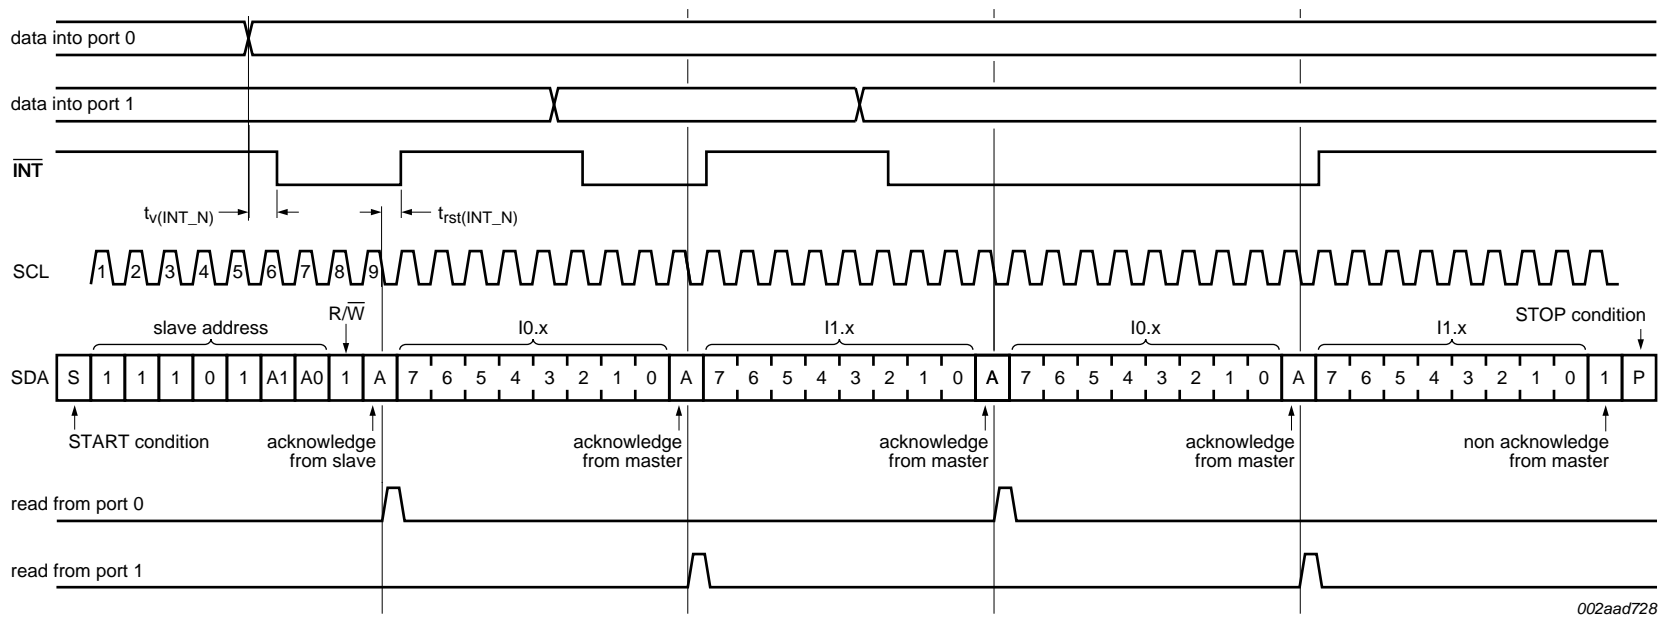 data into port 0
data into port 1
INT
tv(INT_N) trst(INT_N)
SCL 1 2 3 4 5 6 7 8 9
R/W STOP condition
slave address I0.x I1.x I0.x I1.x
SDA S 1 1 1 0 1 A1 A0 1 A 7 6 5 4 3 2 1 0 A 7 6 5 4 3 2 1 0 A 7 6 5 4 3 2 1 0 A 7 6 5 4 3 2 1 0 1 P
START condition acknowledge acknowledge acknowledge acknowledge non acknowledge
from slave from master from master from master from master
read from port 0
read from port 1
002aad728